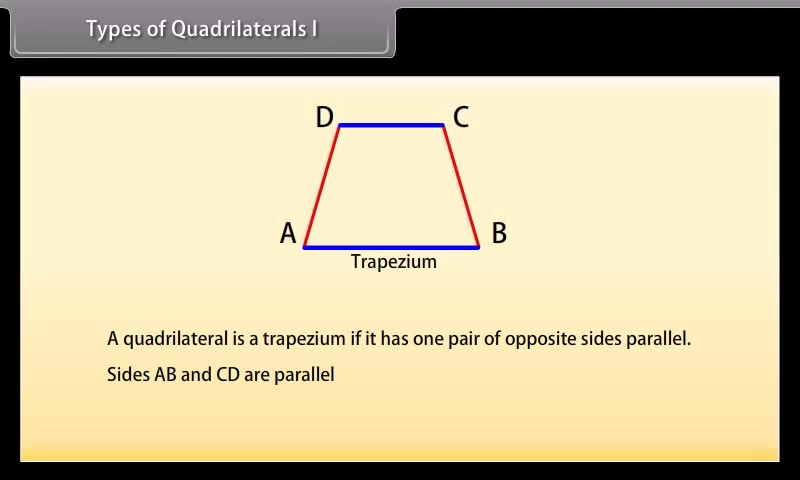 Types of Quadrilaterals I
D C
A B
Trapezium
A quadrilateral is a trapezium if it has one pair of opposite sides parallel.
Sides AB and CD are parallel